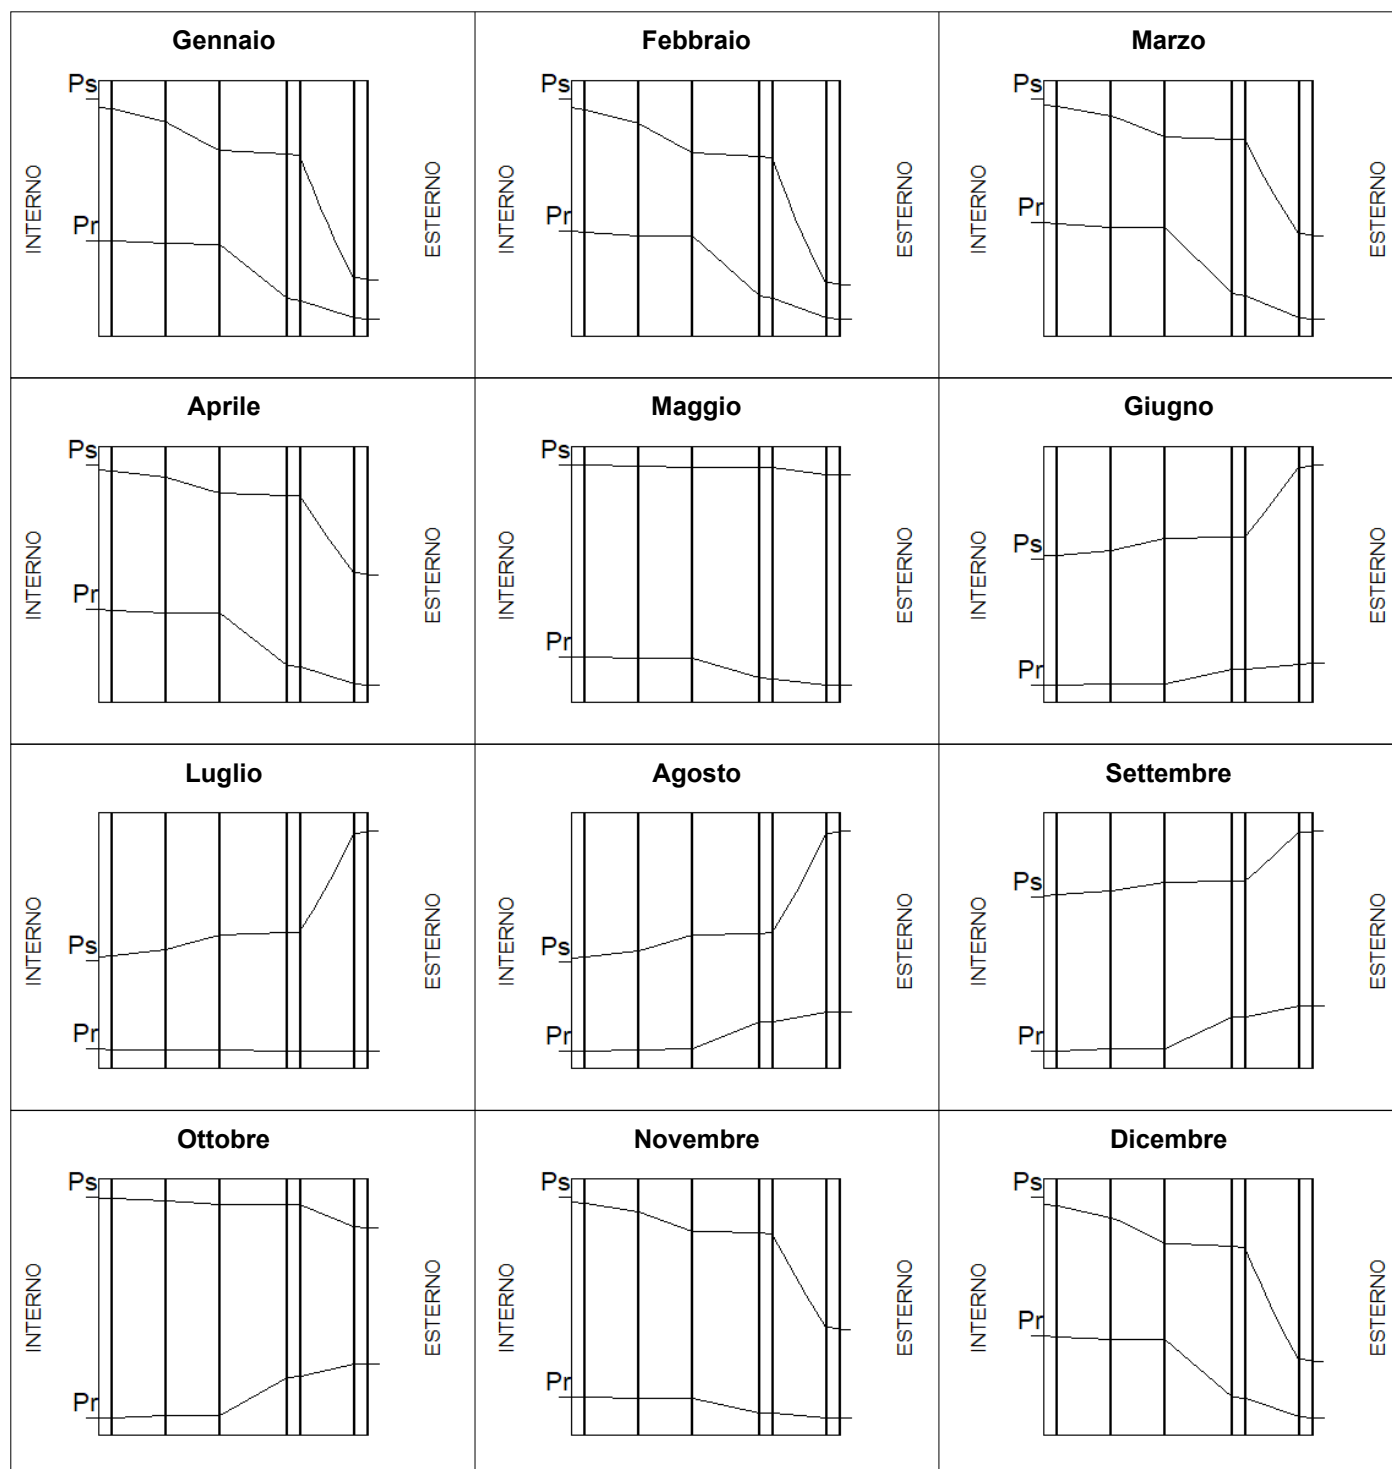 Gennaio
Ps
Pr
INTERNO
ESTERNO
Febbraio
Ps
Pr
INTERNO
ESTERNO
Marzo
Ps
Pr
INTERNO
ESTERNO
Aprile
Ps
Pr
INTERNO
ESTERNO
Maggio
Ps
Pr
INTERNO
ESTERNO
Giugno
Ps
Pr
INTERNO
ESTERNO
Luglio
Ps
Pr
INTERNO
ESTERNO
Agosto
Ps
Pr
INTERNO
ESTERNO
Settembre
Ps
Pr
INTERNO
ESTERNO
Ottobre
Ps
Pr
INTERNO
ESTERNO
Novembre
Ps
Pr
INTERNO
ESTERNO
Dicembre
Ps
Pr
INTERNO
ESTERNO